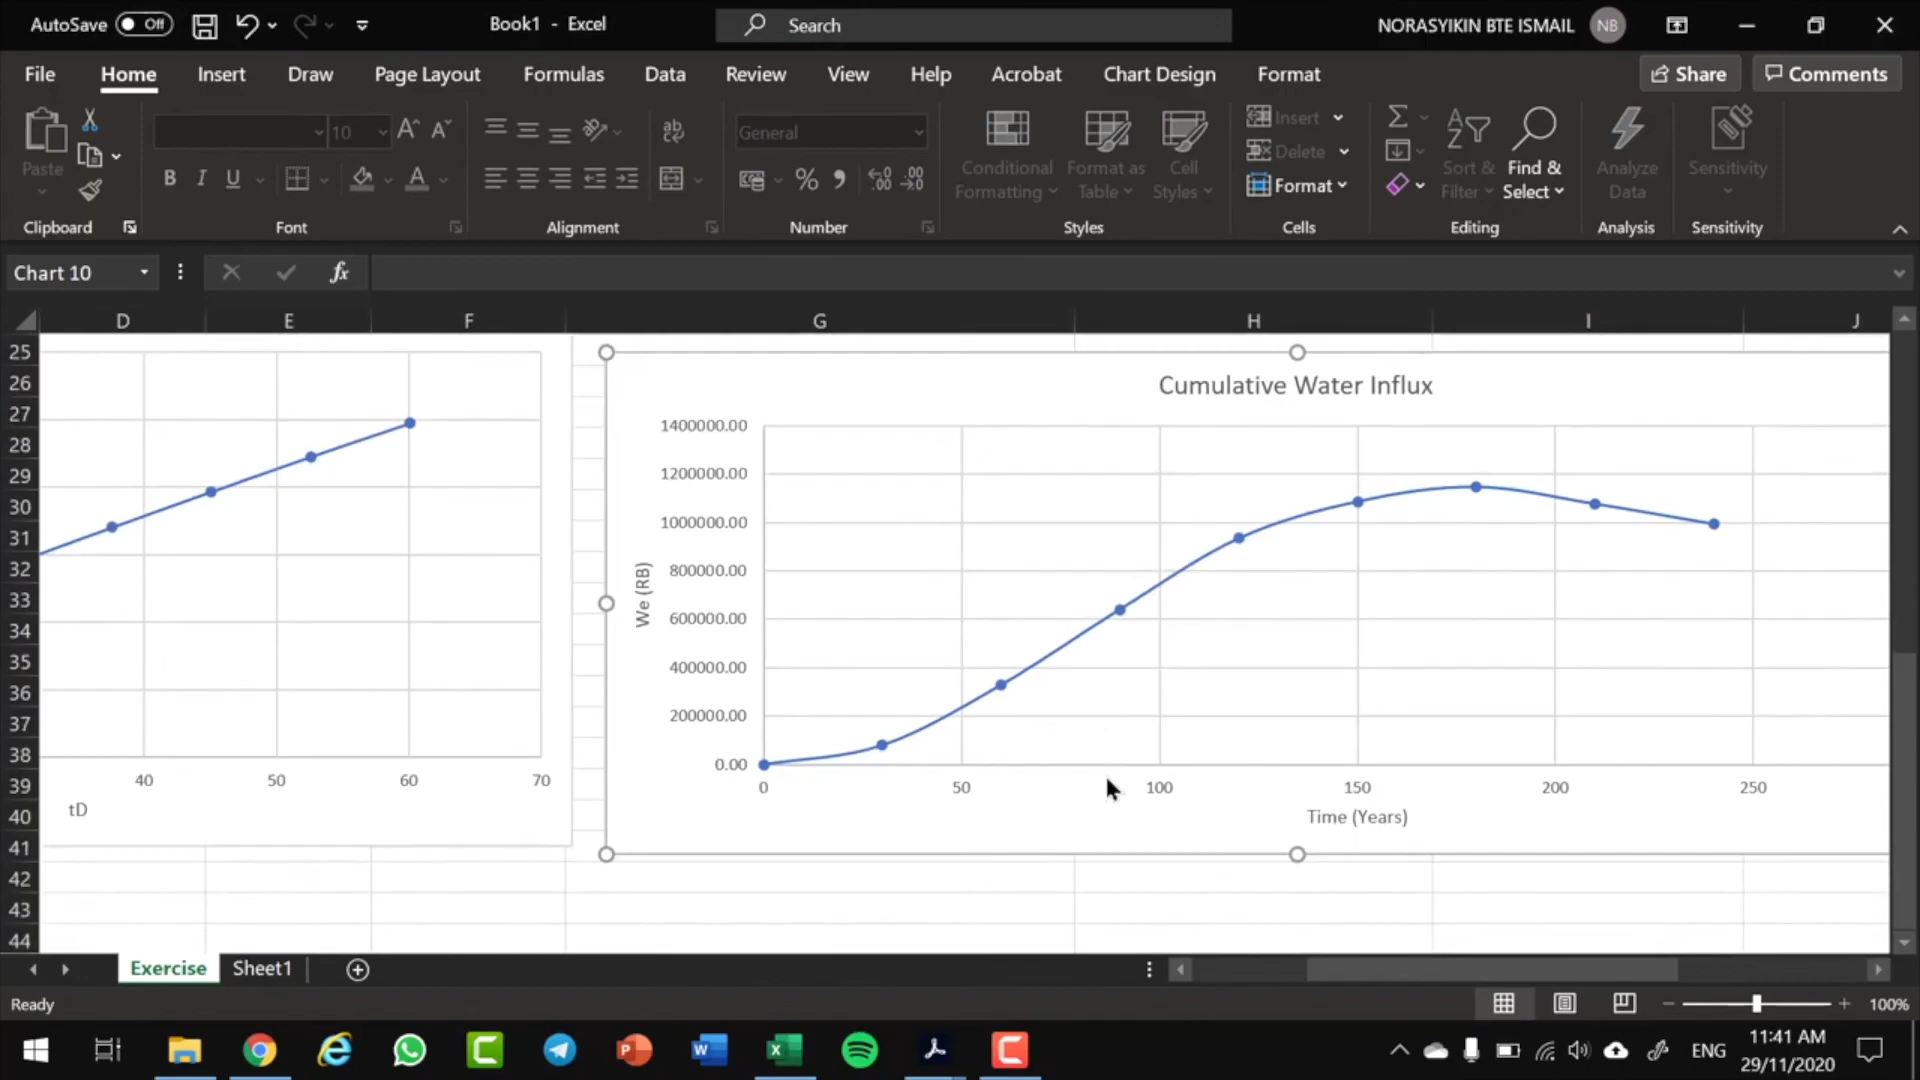 AutoSave Off Book1 - Excel Search NORASYIKIN BTE ISMAIL NB
File Home Insert Draw Page Layout Formulas Data Review View Help Acrobat Chart Design Format Share Comments
Paste
10
B I U A
ab
General
% 9
Conditional Formatting
Format as Table
Cell Styles
Insert
Delete
Format
Sort & Filter
Find & Select
Analyze Data
Sensitivity
Clipboard Font Alignment Number Styles Cells Editing Analysis Sensitivity
Chart 10 fx
D E F G H I J
25
26
27
28
29
30
31
32
33
34
35
36
37
38
39
40
41
42
43
44
40 50 60 70
tD
Cumulative Water Influx
1400000.00
1200000.00
1000000.00
800000.00
600000.00
400000.00
200000.00
0.00
We (RB)
0 50 100 150 200 250
Time (Years)
Exercise Sheet1
Ready 100%
ENG 11:41 AM
29/11/2020